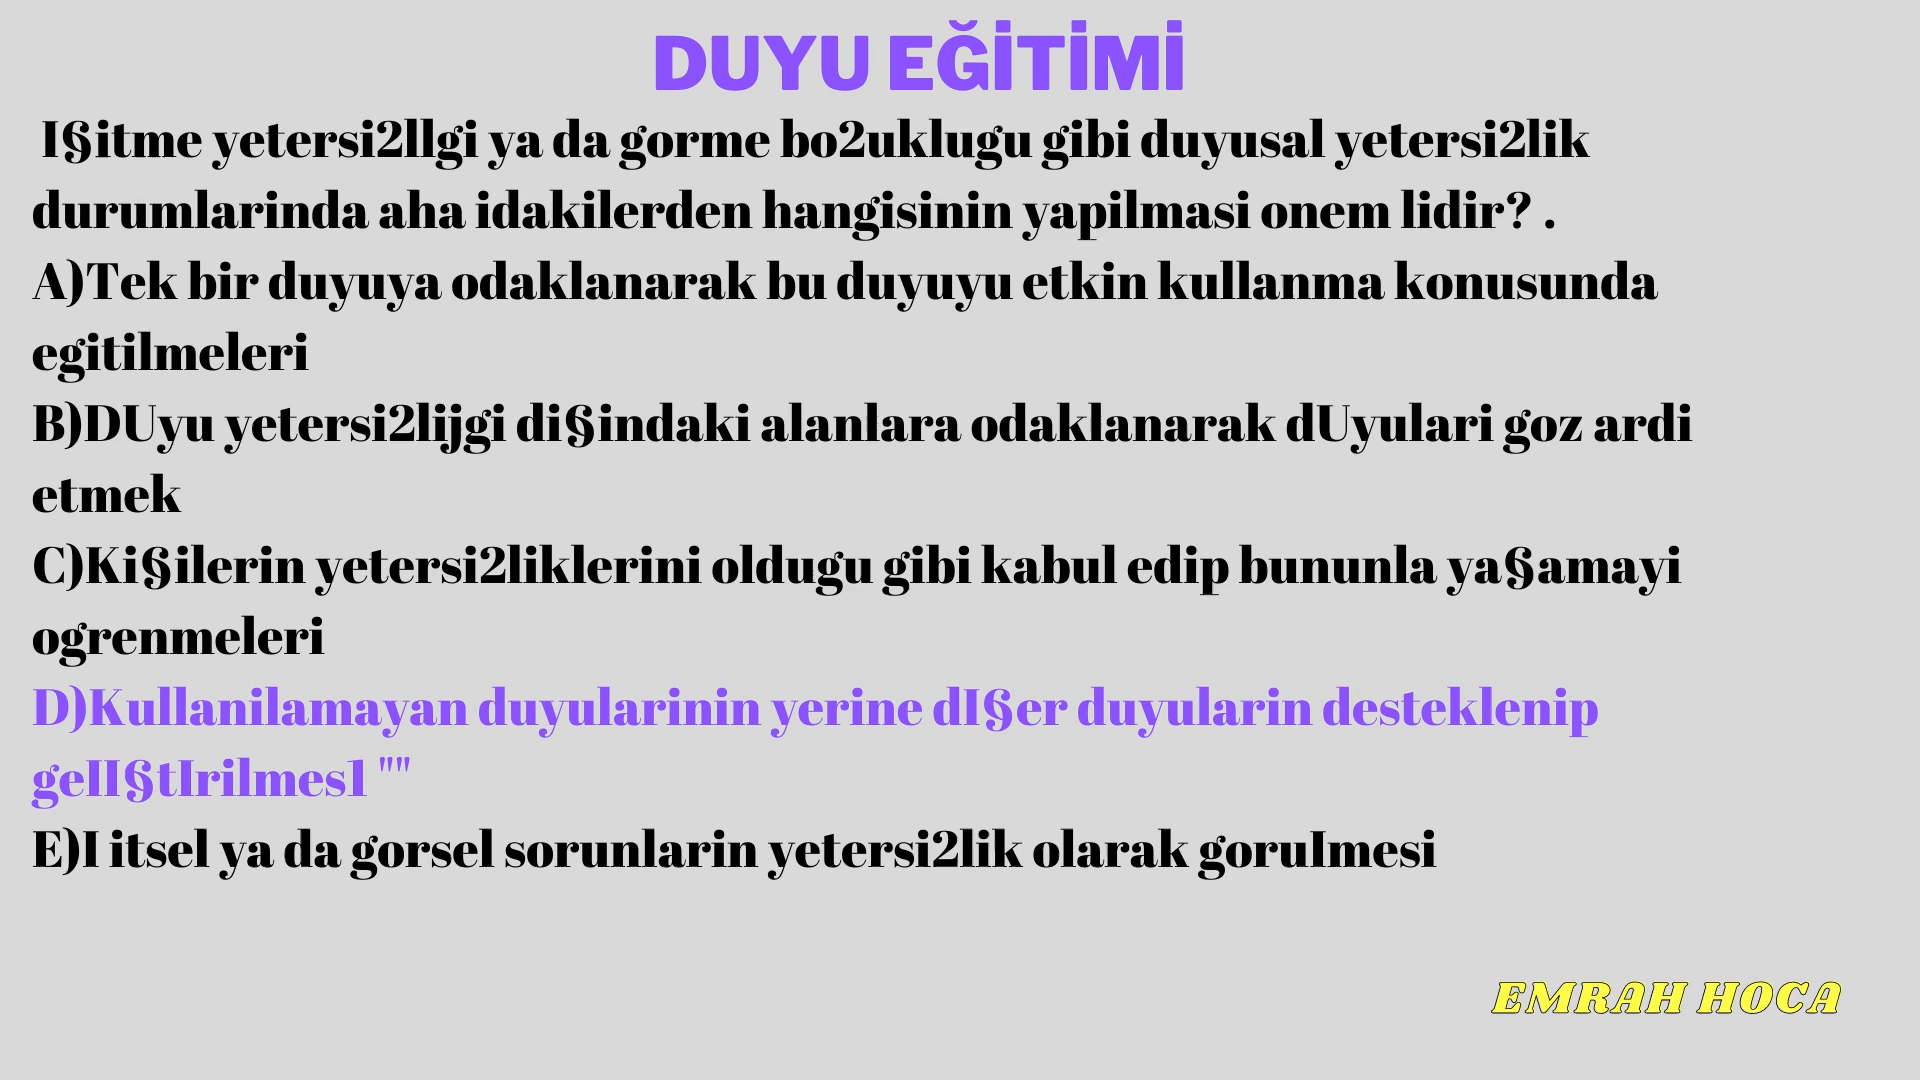 DUYU EĞİTİMİ
I§itme yetersi2llgi ya da gorme bo2uklugu gibi duyusal yetersi2lik
durumlarinda aha idakilerden hangisinin yapilmasi onem lidir? .
A)Tek bir duyuya odaklanarak bu duyuyu etkin kullanma konusunda
egitilmeleri
B)DUyu yetersi2lijgi di§indaki alanlara odaklanarak dUyulari goz ardi
etmek
C)Ki§ilerin yetersi2liklerini oldugu gibi kabul edip bununla ya§amayi
ogrenmeleri
D)Kullanilamayan duyularinin yerine dI§er duyularin desteklenip
geII§tIrilmes1 ""
E)I itsel ya da gorsel sorunlarin yetersi2lik olarak goruImesi
EMRAH HOCA